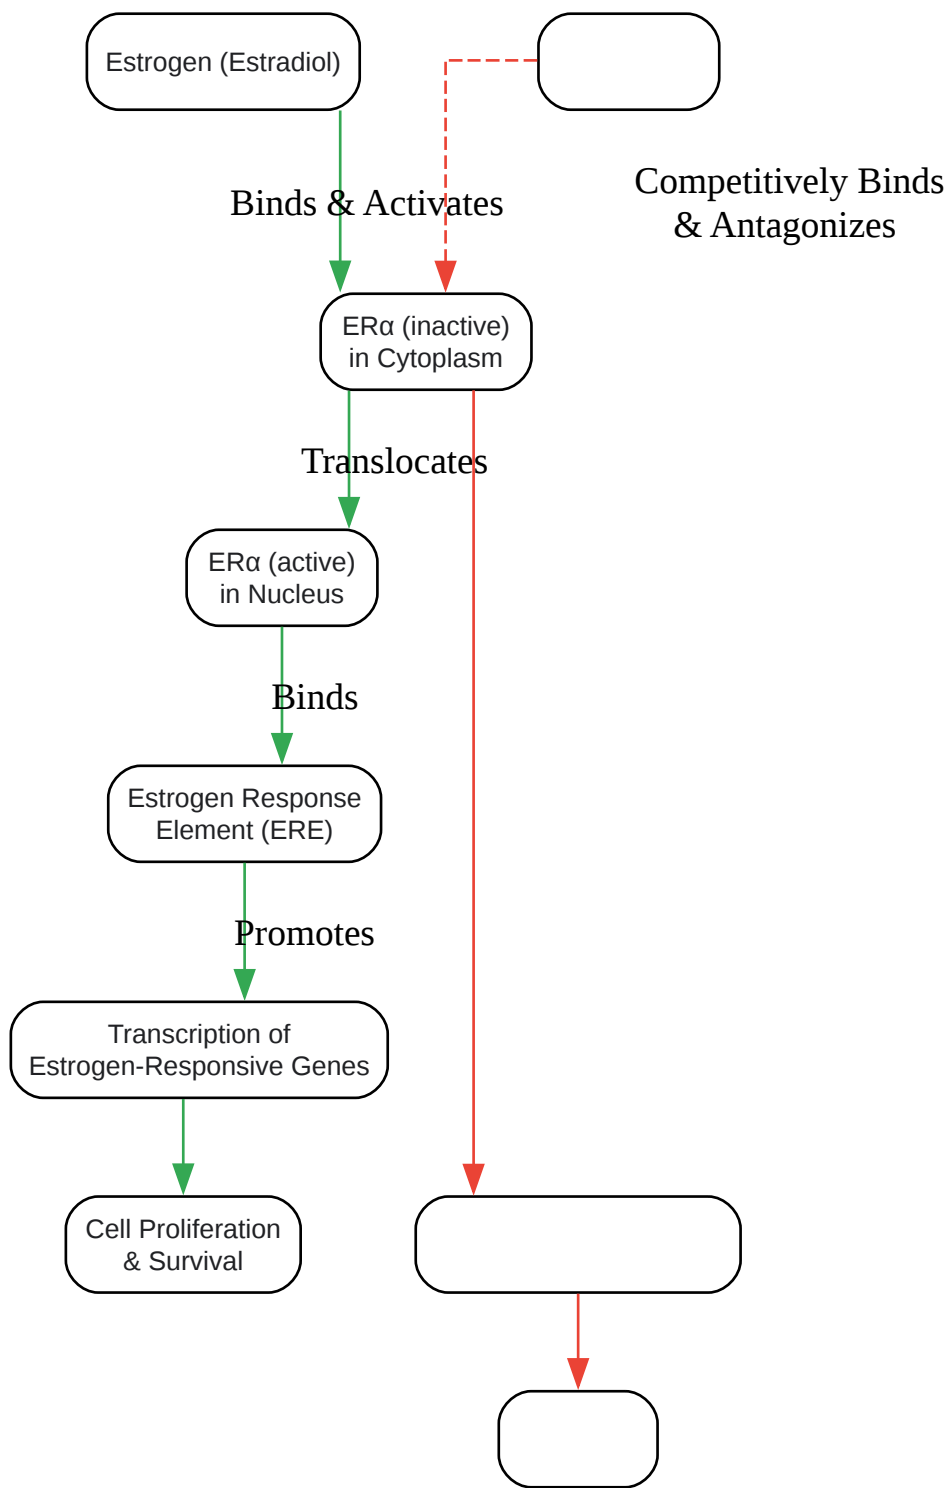 Estrogen (Estradiol)
Binds & Activates
Competitively Binds
& Antagonizes
ERα (inactive)
in Cytoplasm
Translocates
ERα (active)
in Nucleus
Binds
Estrogen Response
Element (ERE)
Promotes
Transcription of
Estrogen-Responsive Genes
Cell Proliferation
& Survival